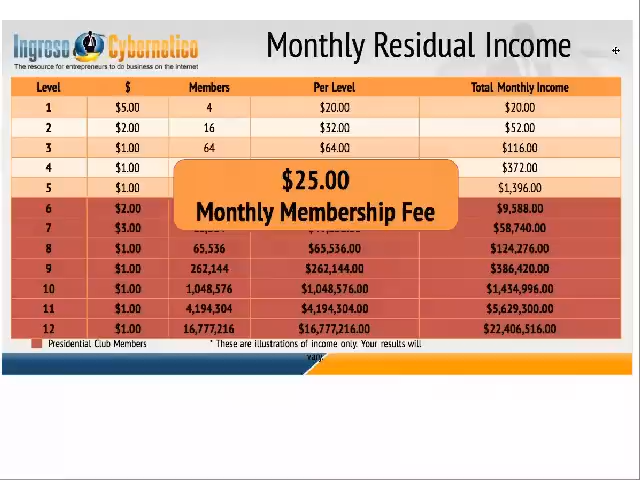 Ingreso Cybernetico
The resource for entrepreneurs to do business on the internet
Monthly Residual Income
Level $ Members Per Level Total Monthly Income
1 $5.00 4 $20.00 $20.00
2 $2.00 16 $32.00 $52.00
3 $1.00 64 $64.00 $116.00
4 $1.00 $372.00
5 $1.00 $1,396.00
$25.00
Monthly Membership Fee
6 $2.00 $9,588.00
7 $3.00 $58,740.00
8 $1.00 65,536 $65,536.00 $124,276.00
9 $1.00 262,144 $262,144.00 $386,420.00
10 $1.00 1,048,576 $1,048,576.00 $1,434,996.00
11 $1.00 4,194,304 $4,194,304.00 $5,629,300.00
12 $1.00 16,777,216 $16,777,216.00 $22,406,516.00
Presidential Club Members * These are illustrations of income only. Your results will
vary.